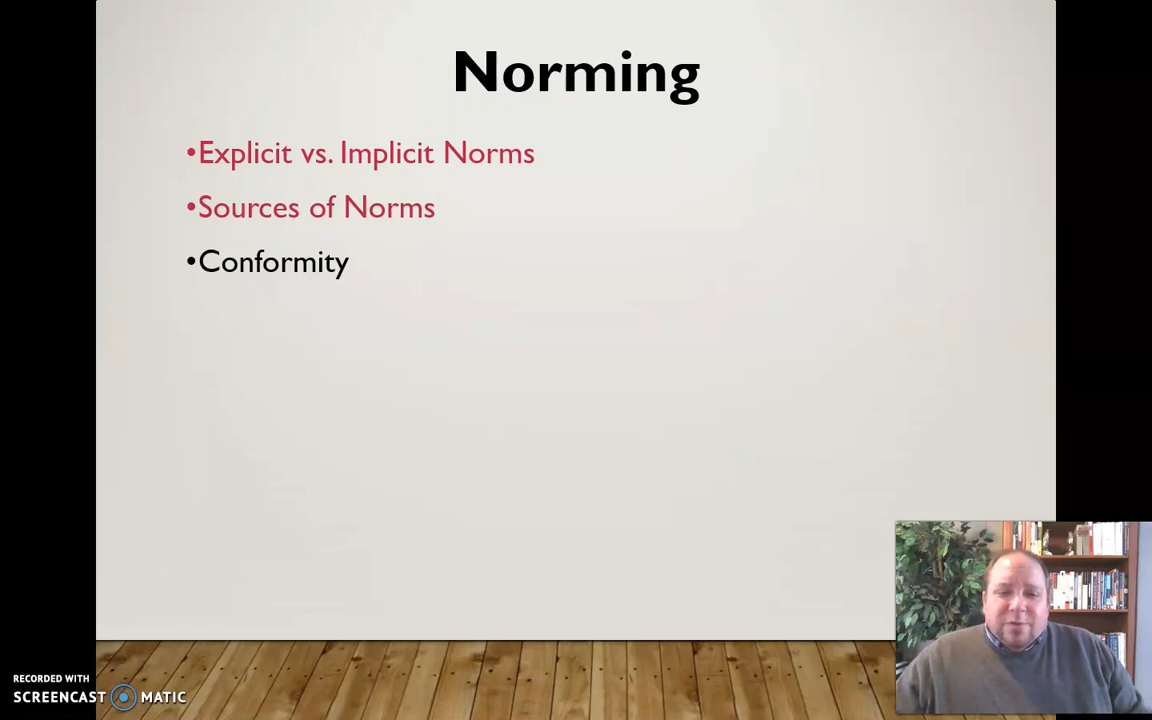 Norming
•Explicit vs. Implicit Norms
•Sources of Norms
•Conformity
RECORDED WITH
SCREENCAST MATIC